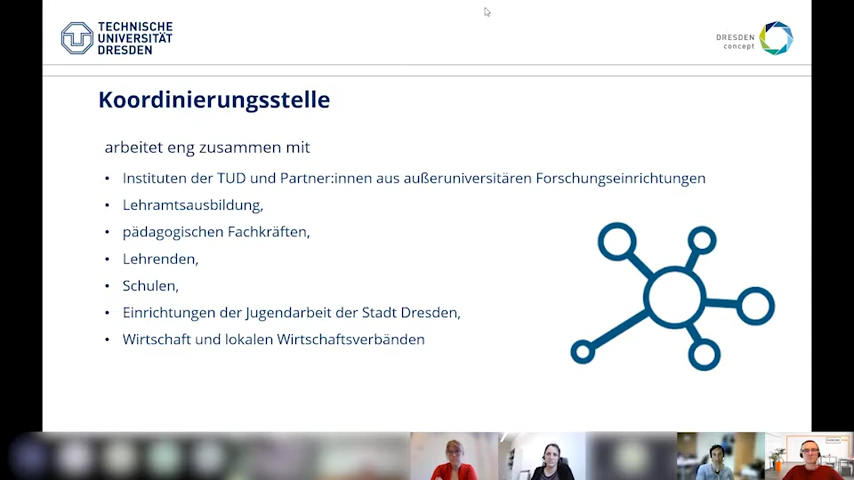 TECHNISCHE
UNIVERSITÄT
DRESDEN
DRESDEN
concept
Koordinierungsstelle
arbeitet eng zusammen mit
• Instituten der TUD und Partner:innen aus außeruniversitären Forschungseinrichtungen
• Lehramtsausbildung,
• pädagogischen Fachkräften,
• Lehrenden,
• Schulen,
• Einrichtungen der Jugendarbeit der Stadt Dresden,
• Wirtschaft und lokalen Wirtschaftsverbänden